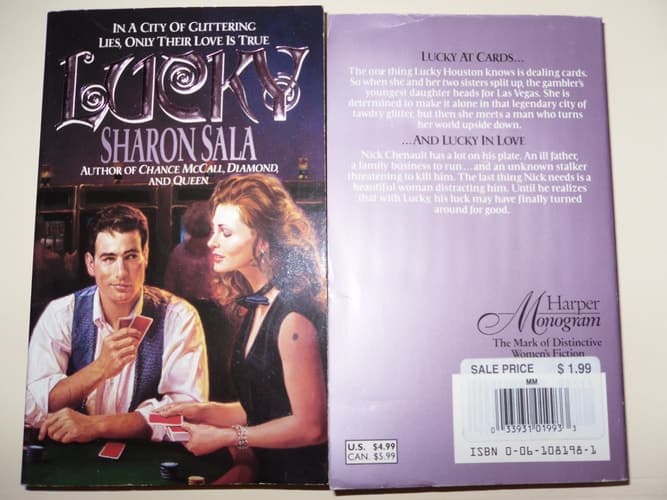 IN A CITY OF GLITTERING
LIES, ONLY THEIR LOVE IS TRUE
LUCKY
SHARON SALA
AUTHOR OF CHANCE MCCALL, DIAMOND,
AND QUEEN
LUCKY AT CARDS...
The one thing Lucky Houston knows is dealing cards.
So when she and her two sisters split up, the gambler's
youngest daughter heads for Las Vegas. She is
determined to make it alone in that legendary city of
tawdry glitter, but then she meets a man who turns
her world upside down.
...AND LUCKY IN LOVE
Nick Chenault has a lot on his plate. An ill father,
a family business to run...and an unknown stalker
threatening to kill him. The last thing Nick needs is a
beautiful woman distracting him. Until he realizes
that with Lucky, his luck may have finally turned
around for good.
Harper
Monogram
The Mark of Distinctive
Women's Fiction
SALE PRICE $ 1.99
MM
0 33931 01993 3
U.S. $4.99
CAN. $5.99
ISBN 0-06-108198-1